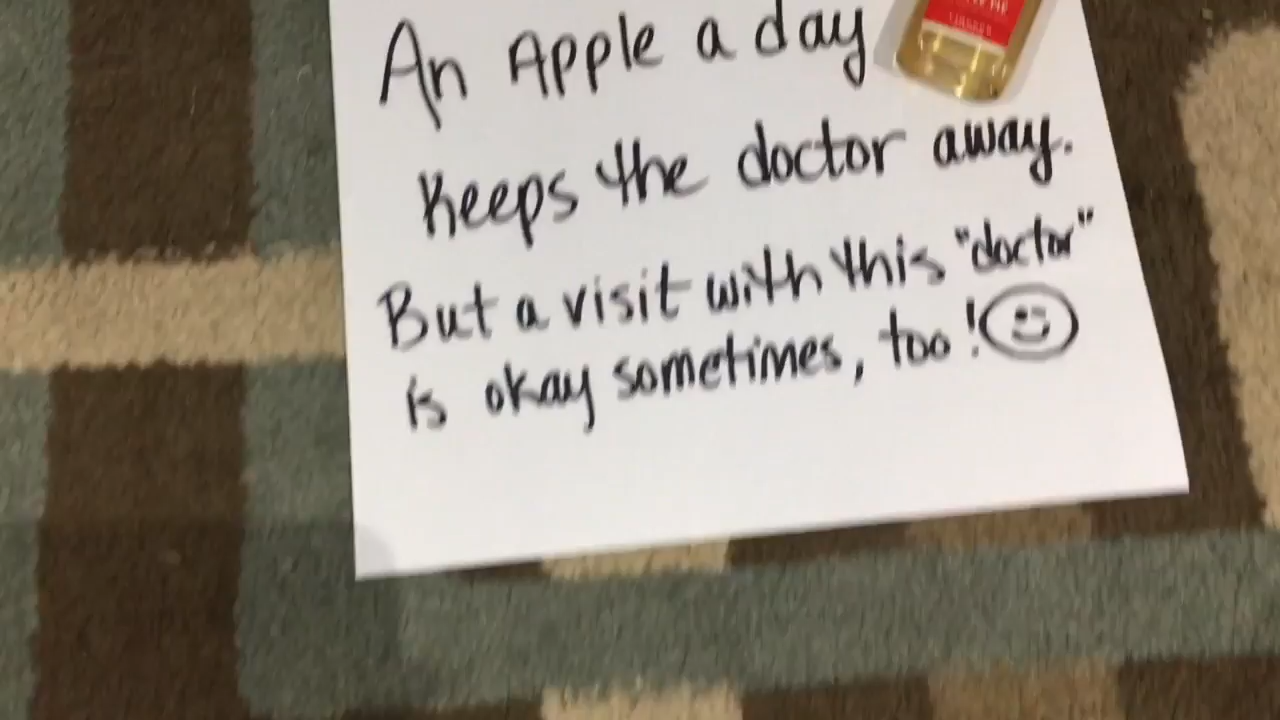 An Apple a day
Keeps the doctor away.
But a visit with this "doctor"
is okay sometimes, too!